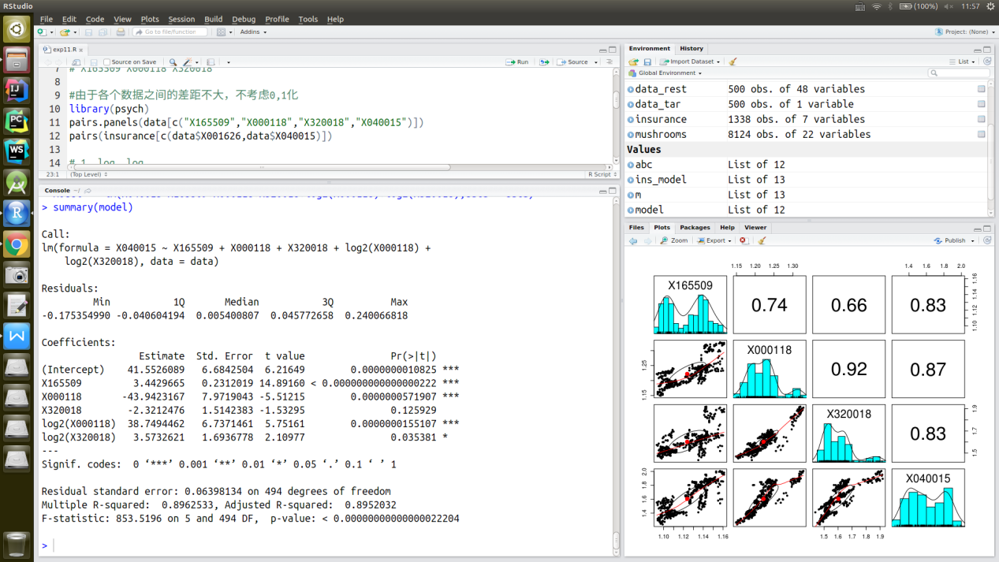 RStudio
(100%) 11:57
File Edit Code View Plots Session Build Debug Profile Tools Help
Go to file/function Addins Project: (None)
exp11.R
Source on Save Run Source
7 # X165509 X000118 X320018
8
9 #由于各个数据之间的差距不大，不考虑0,1化
10 library(psych)
11 pairs.panels(data[c("X165509","X000118","X320018","X040015")])
12 pairs(insurance[c(data$X001626,data$X040015)])
13
14 # 1. log. log
23:1 (Top Level) R Script
Console ~/
> summary(model)
Call:
lm(formula = X040015 ~ X165509 + X000118 + X320018 + log2(X000118) +
log2(X320018), data = data)
Residuals:
Min 1Q Median 3Q Max
-0.175354990 -0.040604194 0.005400807 0.045772658 0.240066818
Coefficients:
Estimate Std. Error t value Pr(>|t|)
(Intercept) 41.5526089 6.6842504 6.21649 0.0000000010825 ***
X165509 3.4429665 0.2312019 14.89160 < 0.000000000000000222 ***
X000118 -43.9423167 7.9719043 -5.51215 0.0000000571907 ***
X320018 -2.3212476 1.5142383 -1.53295 0.125929
log2(X000118) 38.7494462 6.7371461 5.75161 0.0000000155107 ***
log2(X320018) 3.5732621 1.6936778 2.10977 0.035381 *
---
Signif. codes: 0 ‘***’ 0.001 ‘**’ 0.01 ‘*’ 0.05 ‘.’ 0.1 ‘ ’ 1
Residual standard error: 0.06398134 on 494 degrees of freedom
Multiple R-squared: 0.8962533, Adjusted R-squared: 0.8952032
F-statistic: 853.5196 on 5 and 494 DF, p-value: < 0.00000000000000022204
>
Environment History
Import Dataset List
Global Environment
data_rest 500 obs. of 48 variables
data_tar 500 obs. of 1 variable
insurance 1338 obs. of 7 variables
mushrooms 8124 obs. of 22 variables
Values
abc List of 12
ins_model List of 13
m List of 13
model List of 12
Files Plots Packages Help Viewer
Zoom Export Publish
1.15 1.20 1.25 1.30 1.4 1.6 1.8 2.0
X165509 0.74 0.66 0.83
1.10 1.12 1.14 1.16
1.15 1.25
X000118 0.92 0.87
X320018 0.83
1.5 1.7 1.9
1.4 1.6 1.8 2.0
X040015
1.10 1.12 1.14 1.16 1.5 1.6 1.7 1.8 1.9
IJ
PC
WS
R
W